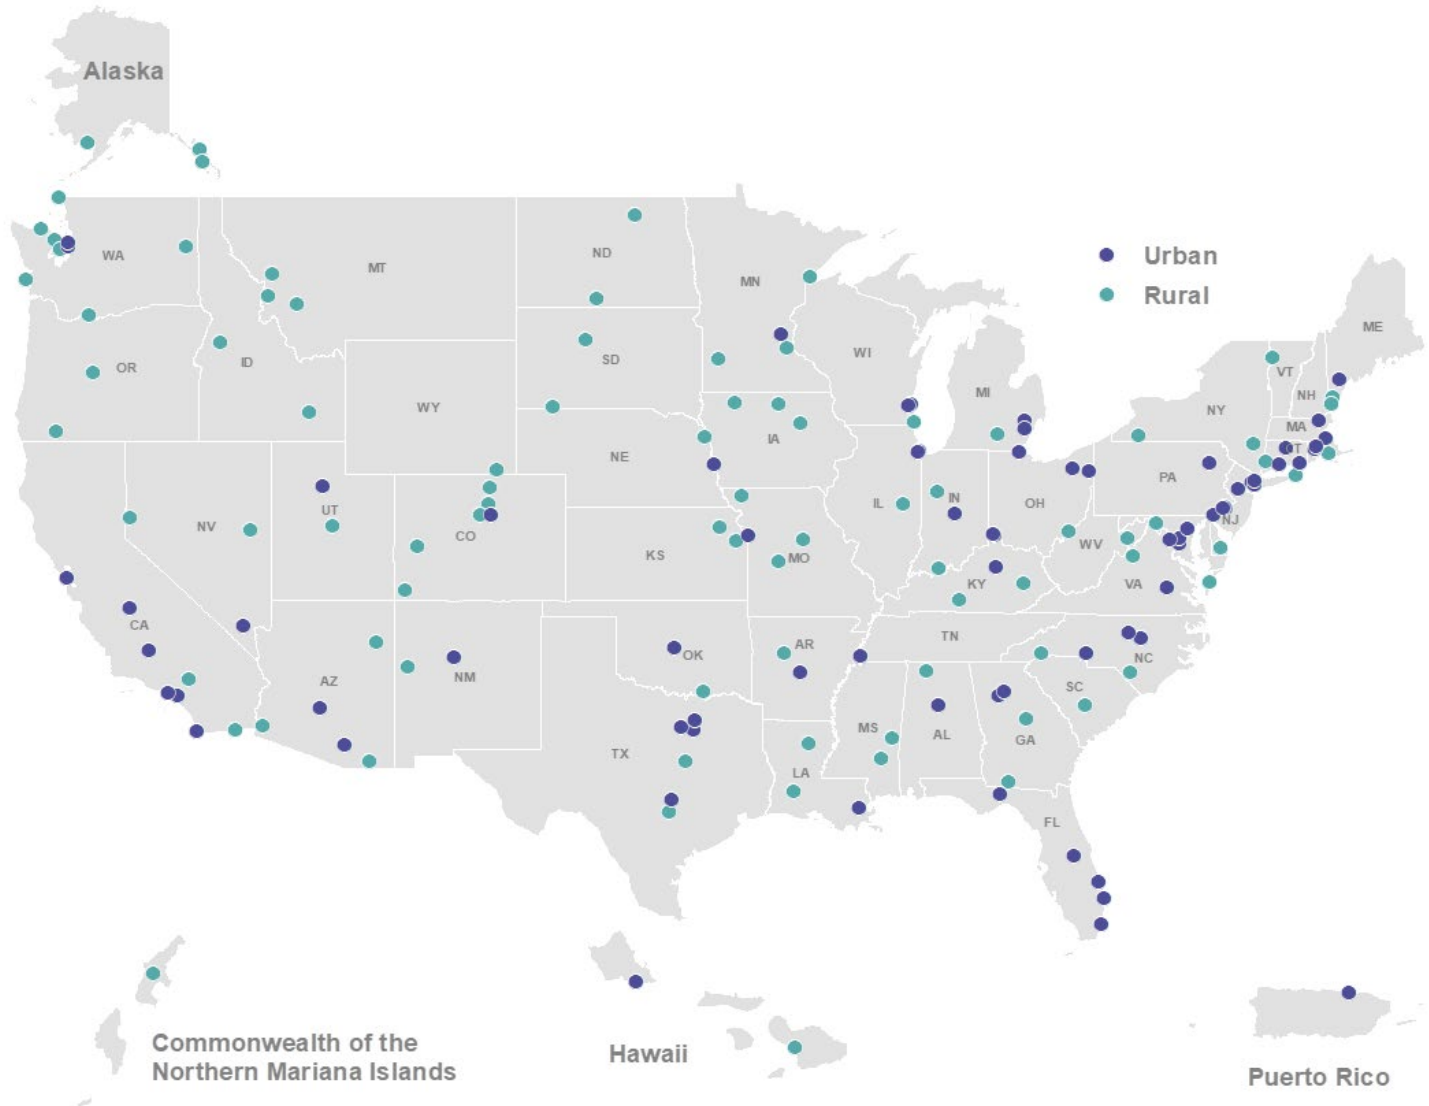 Alaska
Urban
Rural
WA
MT
ND
MN
ME
OR
ID
SD
WI
MI
VT
NH
NY
MA
WY
IA
NE
PA
CT
NV
UT
CO
IL
IN
OH
NJ
WV
KS
MO
KY
VA
CA
AZ
NM
OK
AR
TN
NC
SC
TX
MS
AL
GA
LA
FL
Commonwealth of the
Northern Mariana Islands
Hawaii
Puerto Rico